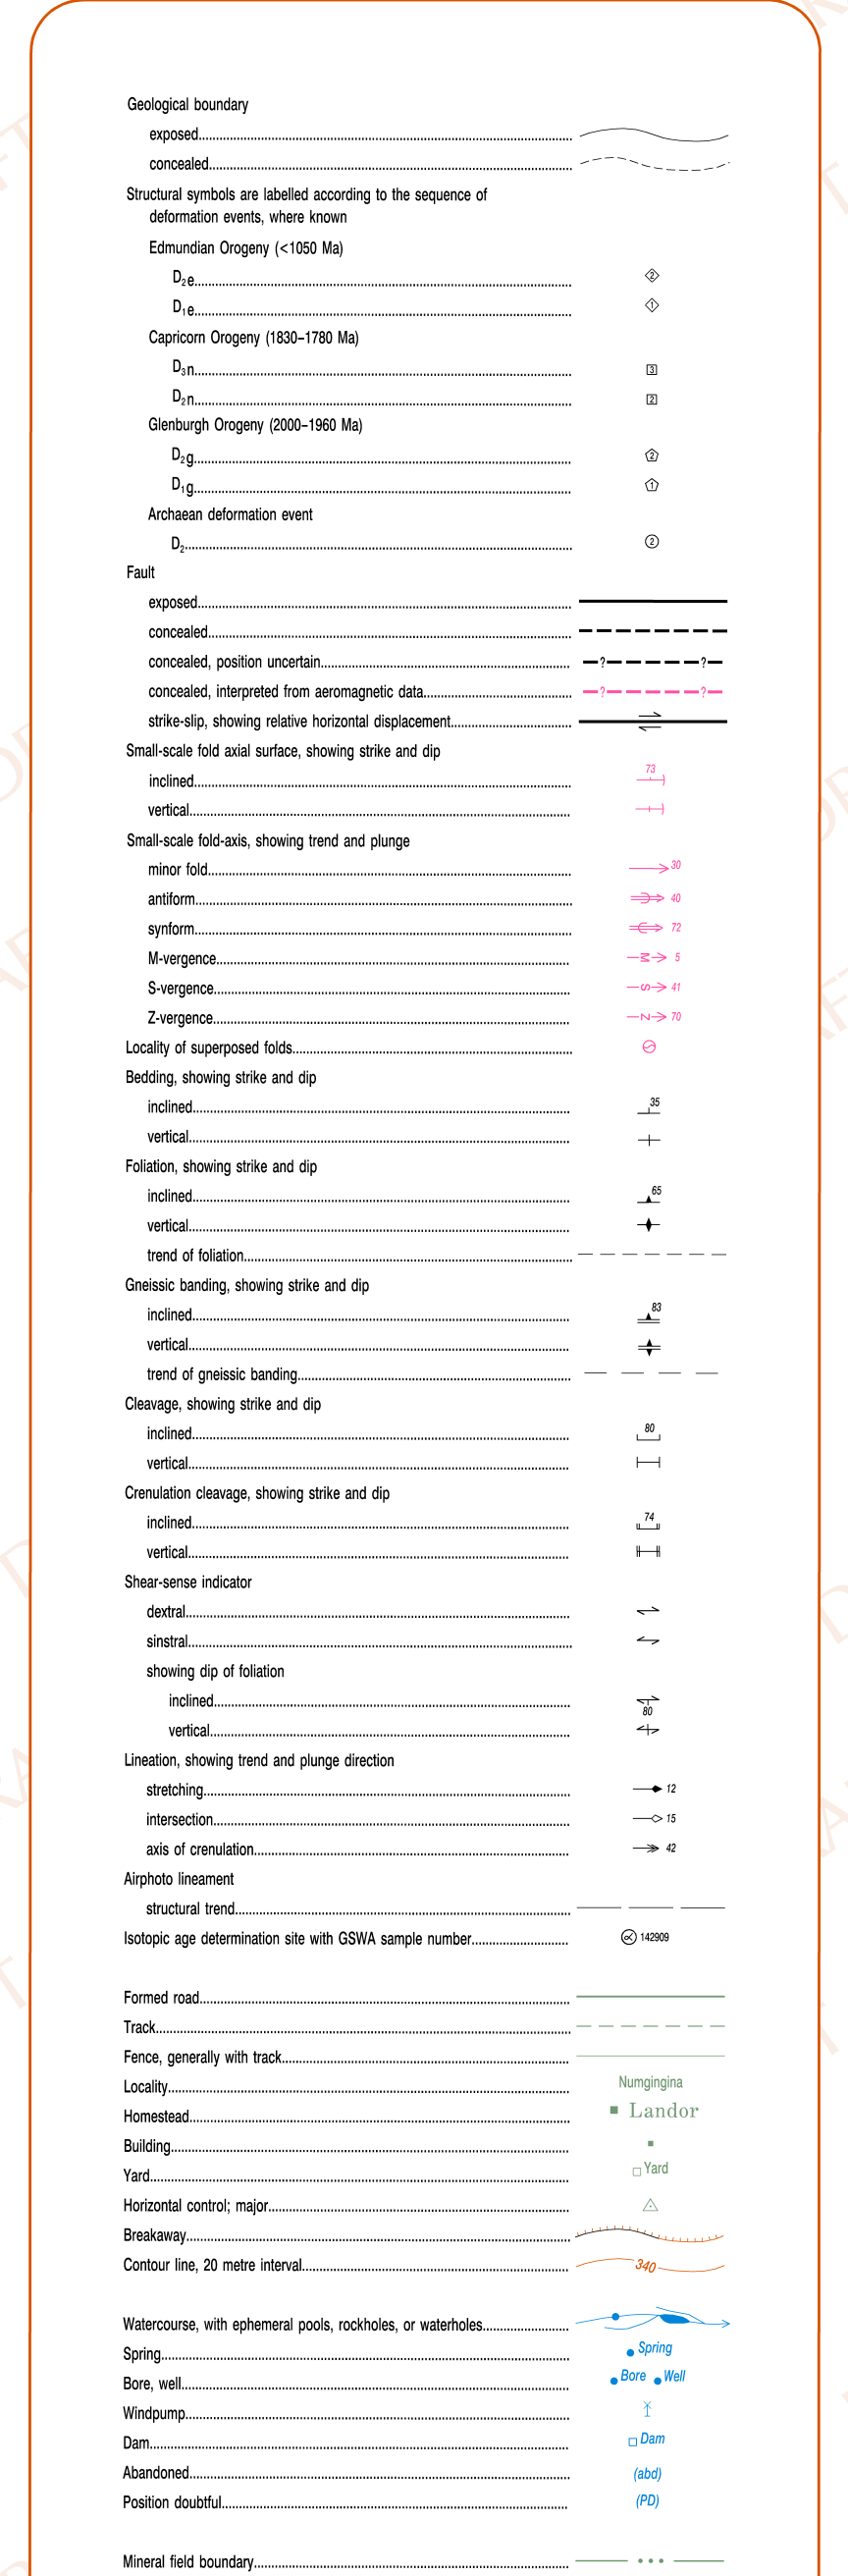 Geological boundary
exposed
concealed
Structural symbols are labelled according to the sequence of
deformation events, where known
Edmundian Orogeny (<1050 Ma)
D₂e 2
D₁e 1
Capricorn Orogeny (1830–1780 Ma)
D₃n 3
D₂n 2
Glenburgh Orogeny (2000–1960 Ma)
D₂g 2
D₁g 1
Archaean deformation event
D₂ 2
Fault
exposed
concealed
concealed, position uncertain ? ?
concealed, interpreted from aeromagnetic data ? ?
strike-slip, showing relative horizontal displacement
Small-scale fold axial surface, showing strike and dip
inclined 73
vertical
Small-scale fold-axis, showing trend and plunge
minor fold 30
antiform 40
synform 72
M-vergence M 5
S-vergence S 41
Z-vergence Z 70
Locality of superposed folds
Bedding, showing strike and dip
inclined 35
vertical
Foliation, showing strike and dip
inclined 65
vertical
trend of foliation
Gneissic banding, showing strike and dip
inclined 83
vertical
trend of gneissic banding
Cleavage, showing strike and dip
inclined 80
vertical
Crenulation cleavage, showing strike and dip
inclined 74
vertical
Shear-sense indicator
dextral
sinstral
showing dip of foliation
inclined 80
vertical
Lineation, showing trend and plunge direction
stretching 12
intersection 15
axis of crenulation 42
Airphoto lineament
structural trend
Isotopic age determination site with GSWA sample number 142909
Formed road
Track
Fence, generally with track
Locality Numgingina
Homestead Landor
Building
Yard Yard
Horizontal control; major
Breakaway
Contour line, 20 metre interval 340
Watercourse, with ephemeral pools, rockholes, or waterholes
Spring Spring
Bore, well Bore Well
Windpump
Dam Dam
Abandoned (abd)
Position doubtful (PD)
Mineral field boundary